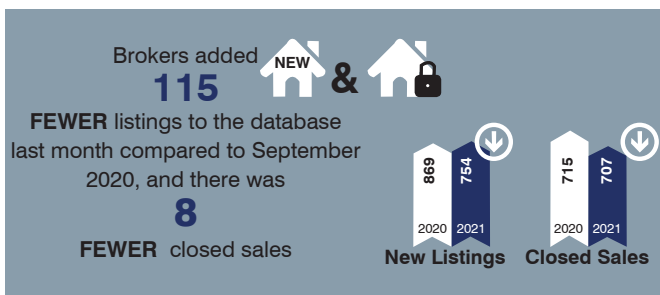 Brokers added
NEW
&
115
FEWER listings to the database
last month compared to September
2020, and there was
8
FEWER closed sales
869
754
2020
2021
New Listings
715
707
2020
2021
Closed Sales